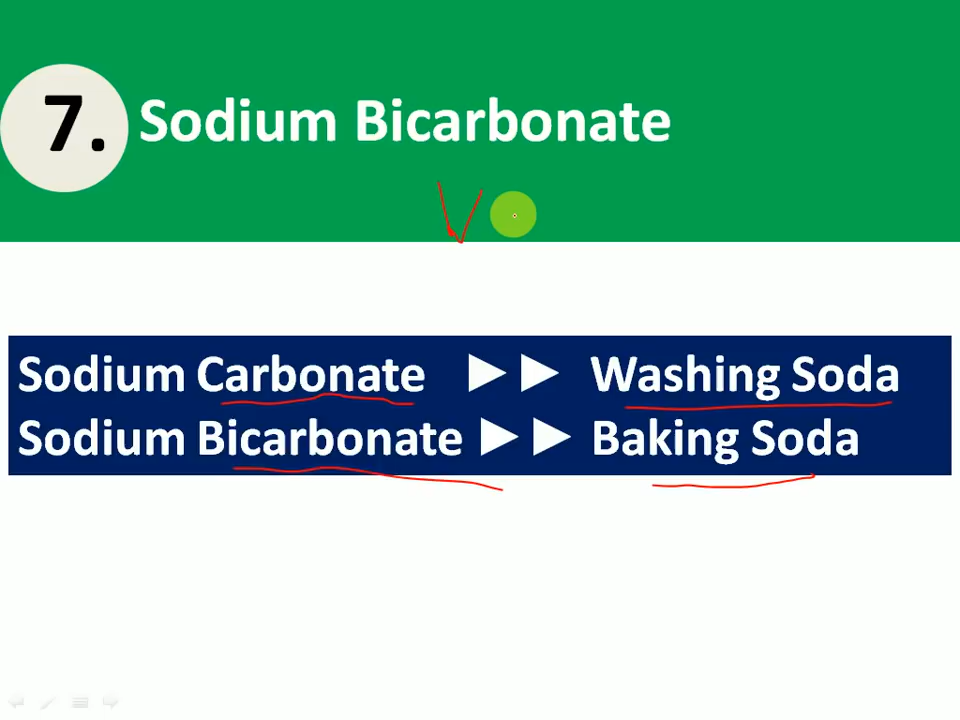 7. Sodium Bicarbonate
Sodium Carbonate ►► Washing Soda
Sodium Bicarbonate ►► Baking Soda